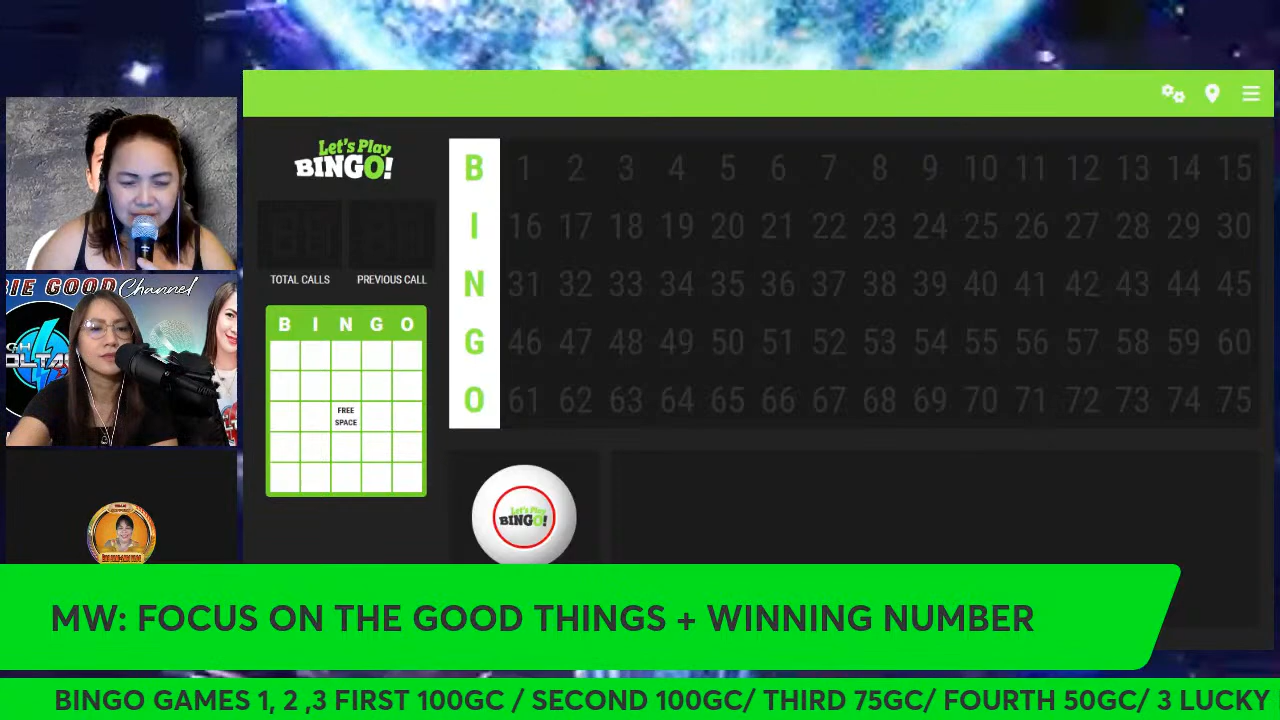 Let's Play
BINGO!
TOTAL CALLS
PREVIOUS CALL
B I N G O
FREE
SPACE
B 1 2 3 4 5 6 7 8 9 10 11 12 13 14 15
I 16 17 18 19 20 21 22 23 24 25 26 27 28 29 30
N 31 32 33 34 35 36 37 38 39 40 41 42 43 44 45
G 46 47 48 49 50 51 52 53 54 55 56 57 58 59 60
O 61 62 63 64 65 66 67 68 69 70 71 72 73 74 75
GOOD Channel
Let's Play
BINGO!
MW: FOCUS ON THE GOOD THINGS + WINNING NUMBER
BINGO GAMES 1, 2 ,3 FIRST 100GC / SECOND 100GC/ THIRD 75GC/ FOURTH 50GC/ 3 LUCKY